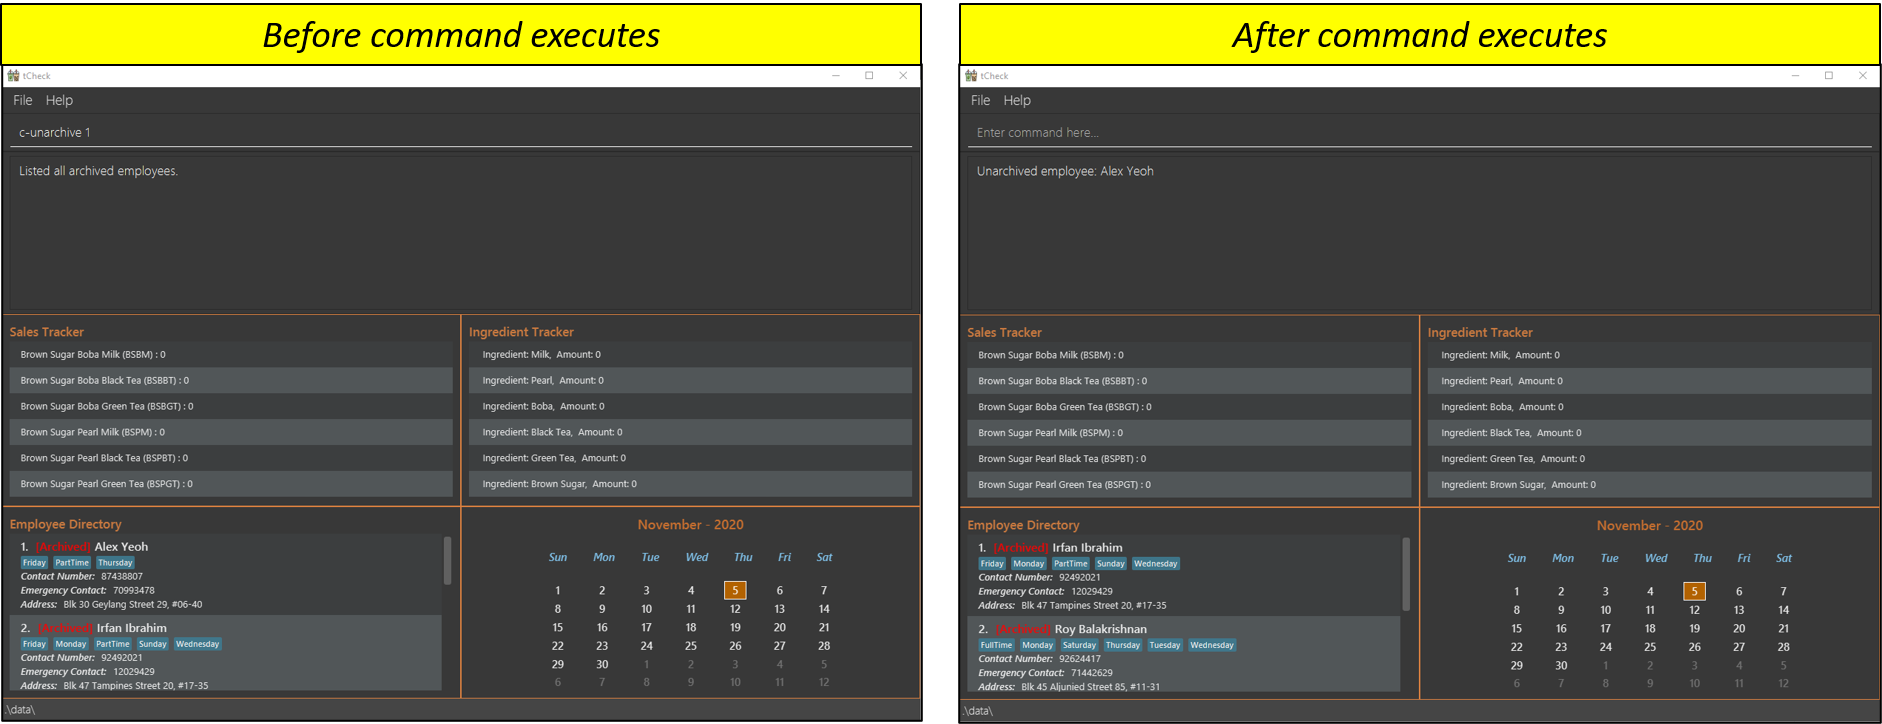 Before command executes
tCheck
File Help
c-unarchive 1
Listed all archived employees.
Sales Tracker
Brown Sugar Boba Milk (BSBM) : 0
Brown Sugar Boba Black Tea (BSBBT) : 0
Brown Sugar Boba Green Tea (BSBGT) : 0
Brown Sugar Pearl Milk (BSPM) : 0
Brown Sugar Pearl Black Tea (BSPBT) : 0
Brown Sugar Pearl Green Tea (BSPGT) : 0
Ingredient Tracker
Ingredient: Milk, Amount: 0
Ingredient: Pearl, Amount: 0
Ingredient: Boba, Amount: 0
Ingredient: Black Tea, Amount: 0
Ingredient: Green Tea, Amount: 0
Ingredient: Brown Sugar, Amount: 0
Employee Directory
1. [Archived] Alex Yeoh
Friday PartTime Thursday
Contact Number: 87438807
Emergency Contact: 70993478
Address: Blk 30 Geylang Street 29, #06-40
2. [Archived] Irfan Ibrahim
Friday Monday PartTime Sunday Wednesday
Contact Number: 92492021
Emergency Contact: 12029429
Address: Blk 47 Tampines Street 20, #17-35
November - 2020
Sun Mon Tue Wed Thu Fri Sat
1 2 3 4 5 6 7
8 9 10 11 12 13 14
15 16 17 18 19 20 21
22 23 24 25 26 27 28
29 30 1 2 3 4 5
6 7 8 9 10 11 12
.\data\
After command executes
tCheck
File Help
Enter command here...
Unarchived employee: Alex Yeoh
Sales Tracker
Brown Sugar Boba Milk (BSBM) : 0
Brown Sugar Boba Black Tea (BSBBT) : 0
Brown Sugar Boba Green Tea (BSBGT) : 0
Brown Sugar Pearl Milk (BSPM) : 0
Brown Sugar Pearl Black Tea (BSPBT) : 0
Brown Sugar Pearl Green Tea (BSPGT) : 0
Ingredient Tracker
Ingredient: Milk, Amount: 0
Ingredient: Pearl, Amount: 0
Ingredient: Boba, Amount: 0
Ingredient: Black Tea, Amount: 0
Ingredient: Green Tea, Amount: 0
Ingredient: Brown Sugar, Amount: 0
Employee Directory
1. [Archived] Irfan Ibrahim
Friday Monday PartTime Sunday Wednesday
Contact Number: 92492021
Emergency Contact: 12029429
Address: Blk 47 Tampines Street 20, #17-35
2. [Archived] Roy Balakrishnan
FullTime Monday Saturday Thursday Tuesday Wednesday
Contact Number: 92624417
Emergency Contact: 71442629
Address: Blk 45 Aljunied Street 85, #11-31
November - 2020
Sun Mon Tue Wed Thu Fri Sat
1 2 3 4 5 6 7
8 9 10 11 12 13 14
15 16 17 18 19 20 21
22 23 24 25 26 27 28
29 30 1 2 3 4 5
6 7 8 9 10 11 12
.\data\